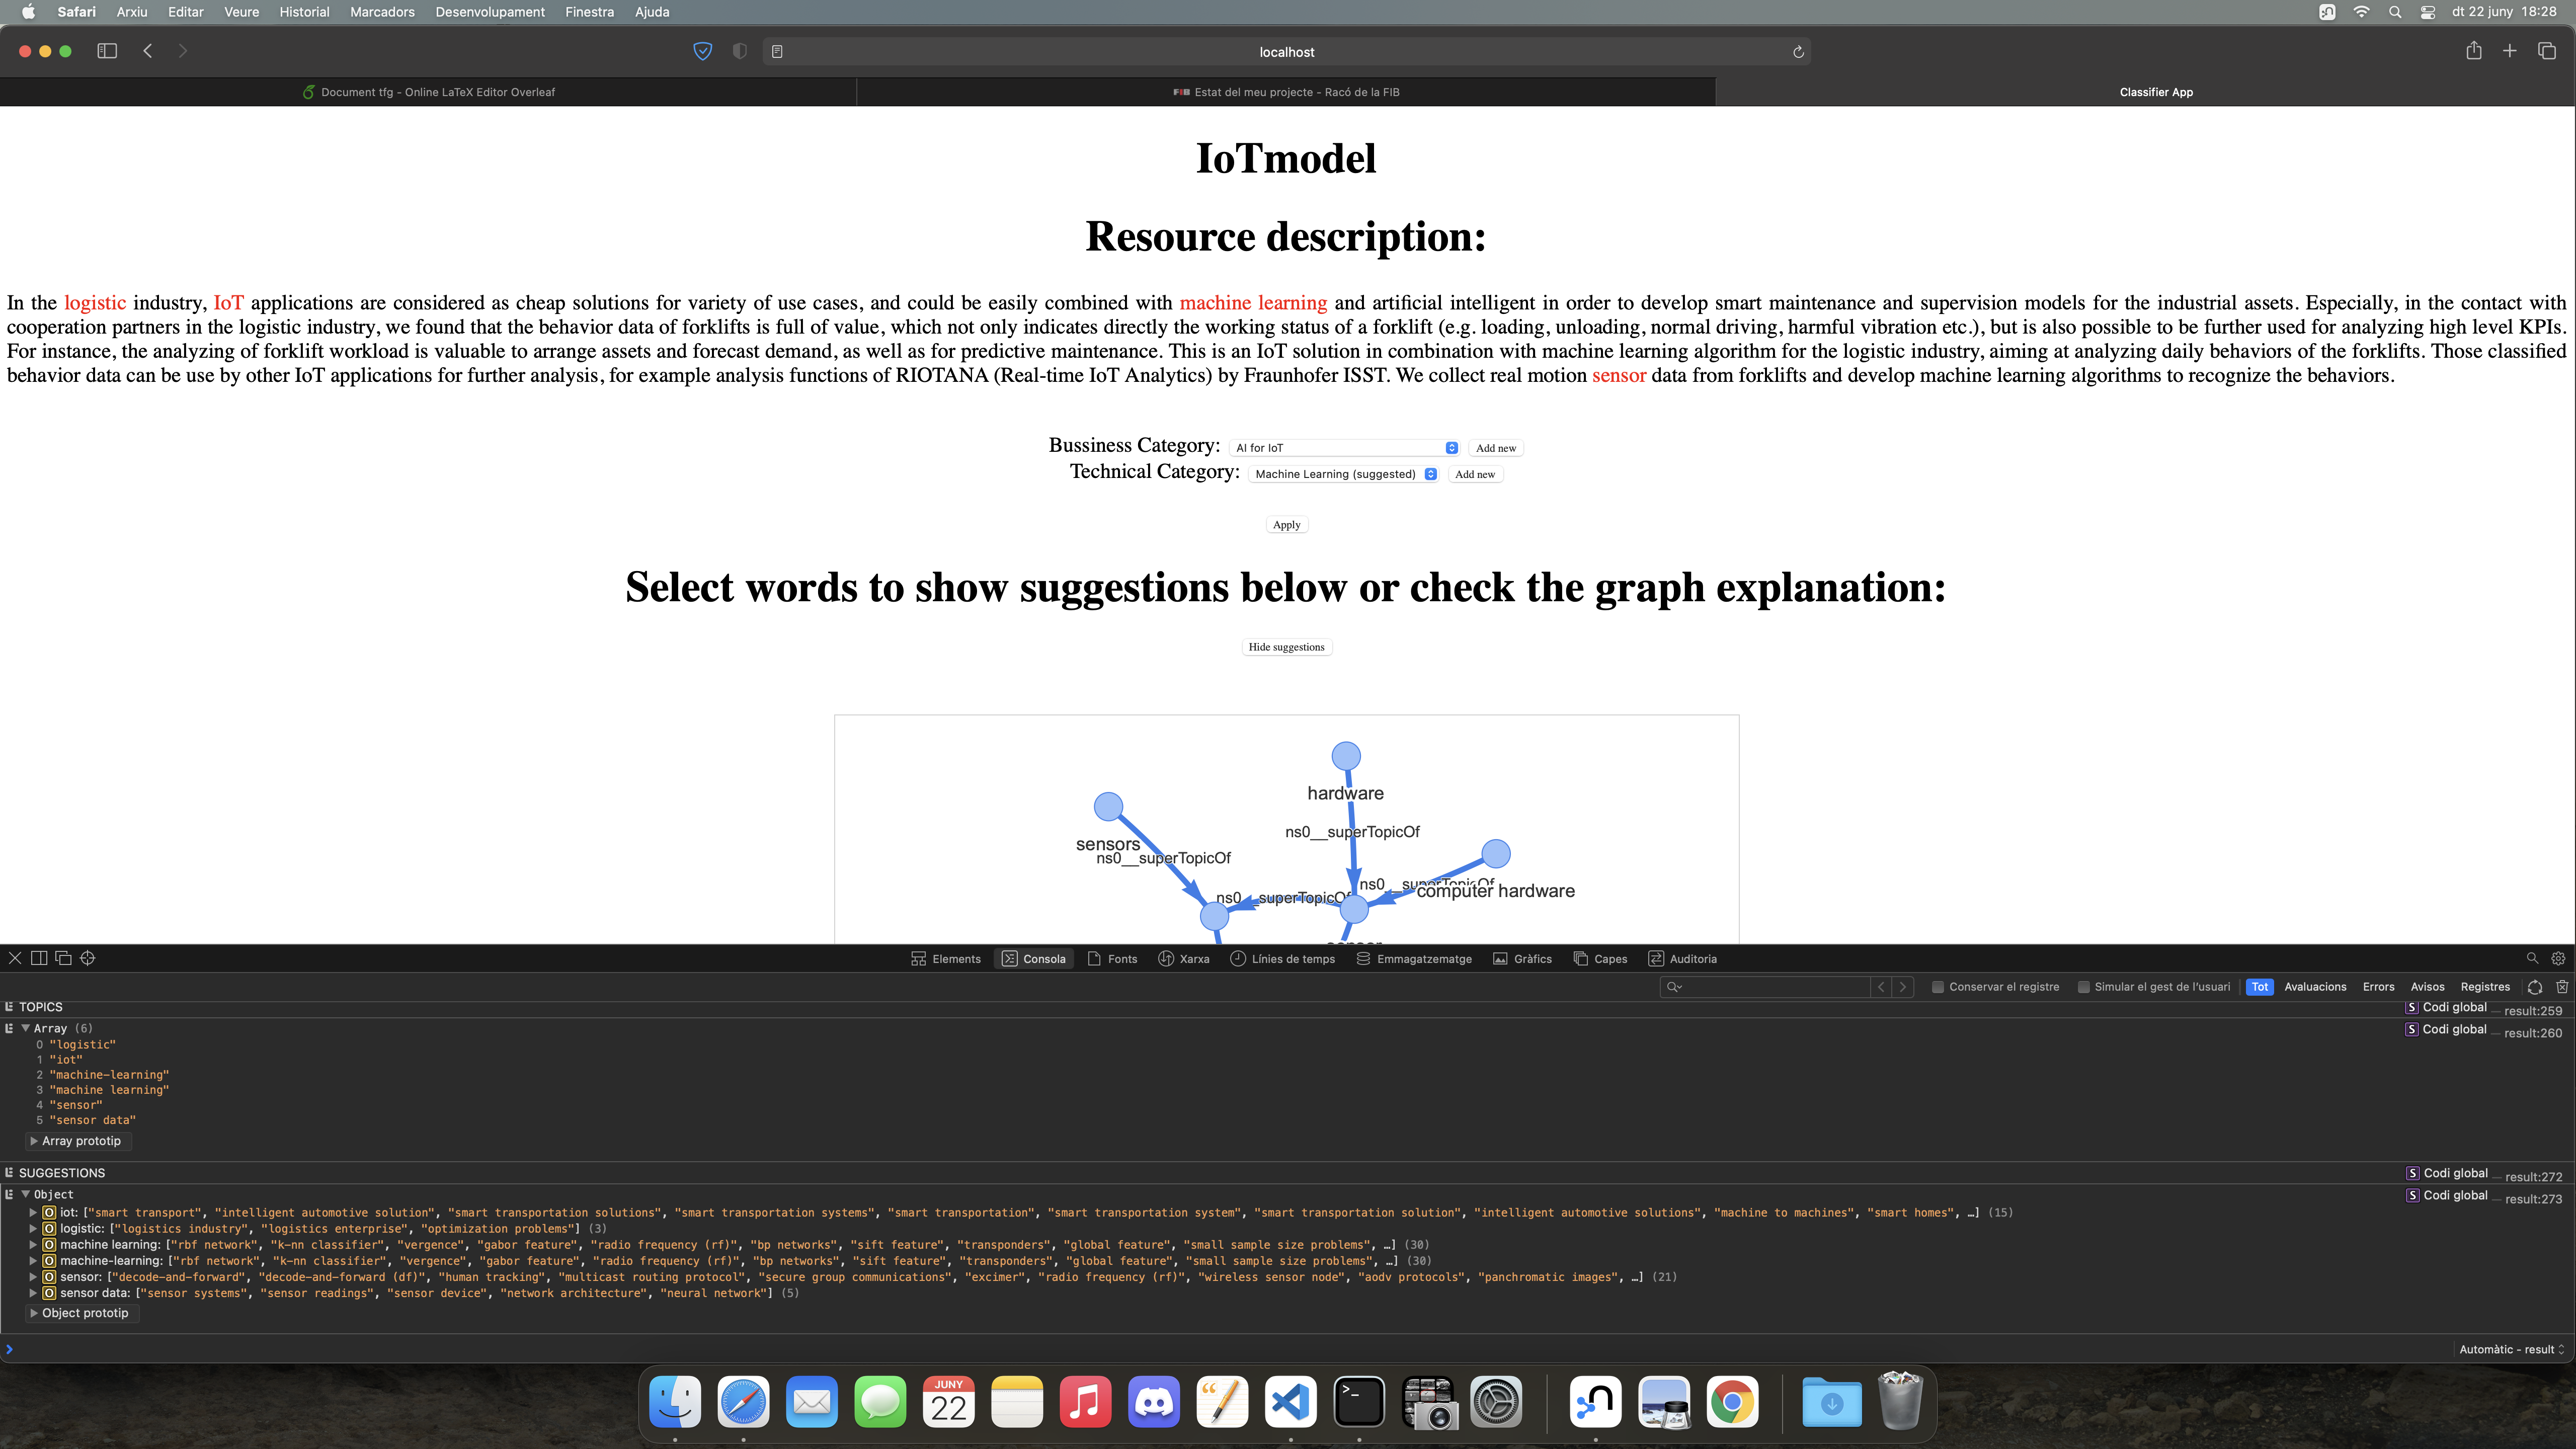 Safari Arxiu Editar Veure Historial Marcadors Desenvolupament Finestra Ajuda dt 22 juny 18:28
localhost
Document tfg - Online LaTeX Editor Overleaf
FIB Estat del meu projecte - Racó de la FIB
Classifier App
IoTmodel
Resource description:
In the logistic industry, IoT applications are considered as cheap solutions for variety of use cases, and could be easily combined with machine learning and artificial intelligent in order to develop smart maintenance and supervision models for the industrial assets. Especially, in the contact with
cooperation partners in the logistic industry, we found that the behavior data of forklifts is full of value, which not only indicates directly the working status of a forklift (e.g. loading, unloading, normal driving, harmful vibration etc.), but is also possible to be further used for analyzing high level KPIs.
For instance, the analyzing of forklift workload is valuable to arrange assets and forecast demand, as well as for predictive maintenance. This is an IoT solution in combination with machine learning algorithm for the logistic industry, aiming at analyzing daily behaviors of the forklifts. Those classified
behavior data can be use by other IoT applications for further analysis, for example analysis functions of RIOTANA (Real-time IoT Analytics) by Fraunhofer ISST. We collect real motion sensor data from forklifts and develop machine learning algorithms to recognize the behaviors.
Bussiness Category: AI for IoT Add new
Technical Category: Machine Learning (suggested) Add new
Apply
Select words to show suggestions below or check the graph explanation:
Hide suggestions
hardware
ns0__superTopicOf
sensors
ns0__superTopicOf
ns0__superTopicOf
computer hardware
ns0__superTopicOf
sensor
Elements Consola Fonts Xarxa Línies de temps Emmagatzematge Gràfics Capes Auditoria
Conservar el registre Simular el gest de l'usuari Tot Avaluacions Errors Avisos Registres
TOPICS S Codi global — result:259
Array (6) S Codi global — result:260
0 "logistic"
1 "iot"
2 "machine-learning"
3 "machine learning"
4 "sensor"
5 "sensor data"
Array prototip
SUGGESTIONS S Codi global — result:272
Object S Codi global — result:273
O iot: ["smart transport", "intelligent automotive solution", "smart transportation solutions", "smart transportation systems", "smart transportation", "smart transportation system", "smart transportation solution", "intelligent automotive solutions", "machine to machines", "smart homes", …] (15)
O logistic: ["logistics industry", "logistics enterprise", "optimization problems"] (3)
O machine learning: ["rbf network", "k-nn classifier", "vergence", "gabor feature", "radio frequency (rf)", "bp networks", "sift feature", "transponders", "global feature", "small sample size problems", …] (30)
O machine-learning: ["rbf network", "k-nn classifier", "vergence", "gabor feature", "radio frequency (rf)", "bp networks", "sift feature", "transponders", "global feature", "small sample size problems", …] (30)
O sensor: ["decode-and-forward", "decode-and-forward (df)", "human tracking", "multicast routing protocol", "secure group communications", "excimer", "radio frequency (rf)", "wireless sensor node", "aodv protocols", "panchromatic images", …] (21)
O sensor data: ["sensor systems", "sensor readings", "sensor device", "network architecture", "neural network"] (5)
Object prototip
Automàtic - result
JUNY
22